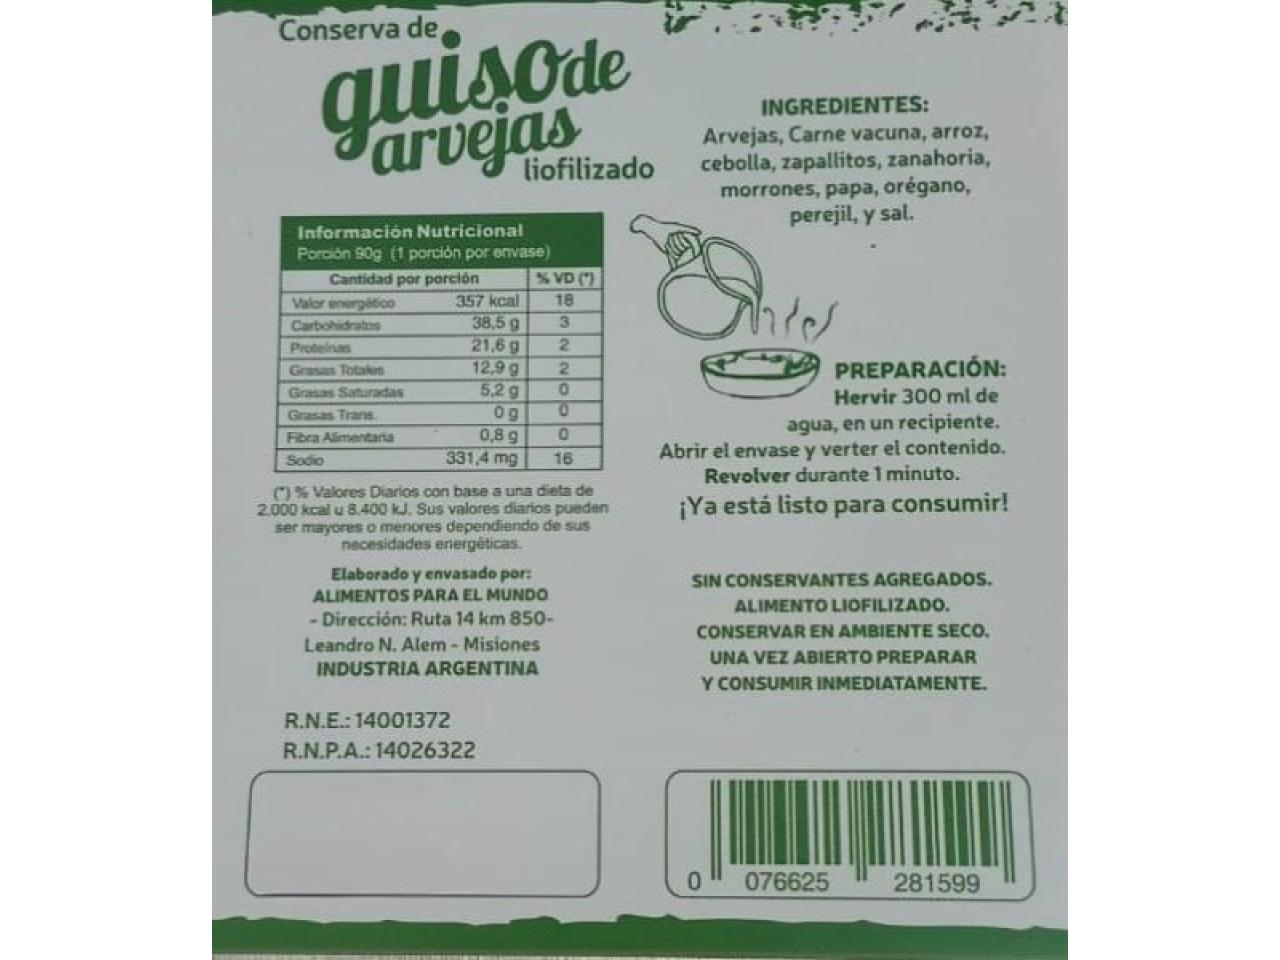 Conserva de
guiso de
arvejas
liofilizado
Información Nutricional
Porción 90g (1 porción por envase)
Cantidad por porción % VD (*)
Valor energético 357 kcal 18
Carbohidratos 38,5 g 3
Proteínas 21,6 g 2
Grasas Totales 12,9 g 2
Grasas Saturadas 5,2 g 0
Grasas Trans. 0 g 0
Fibra Alimentaria 0,8 g 0
Sodio 331,4 mg 16
(*) % Valores Diarios con base a una dieta de
2.000 kcal u 8.400 kJ. Sus valores diarios pueden
ser mayores o menores dependiendo de sus
necesidades energéticas.
Elaborado y envasado por:
ALIMENTOS PARA EL MUNDO
- Dirección: Ruta 14 km 850-
Leandro N. Alem - Misiones
INDUSTRIA ARGENTINA
R.N.E.: 14001372
R.N.P.A.: 14026322
INGREDIENTES:
Arvejas, Carne vacuna, arroz,
cebolla, zapallitos, zanahoria,
morrones, papa, orégano,
perejil, y sal.
PREPARACIÓN:
Hervir 300 ml de
agua, en un recipiente.
Abrir el envase y verter el contenido.
Revolver durante 1 minuto.
¡Ya está listo para consumir!
SIN CONSERVANTES AGREGADOS.
ALIMENTO LIOFILIZADO.
CONSERVAR EN AMBIENTE SECO.
UNA VEZ ABIERTO PREPARAR
Y CONSUMIR INMEDIATAMENTE.
0 076625 281599